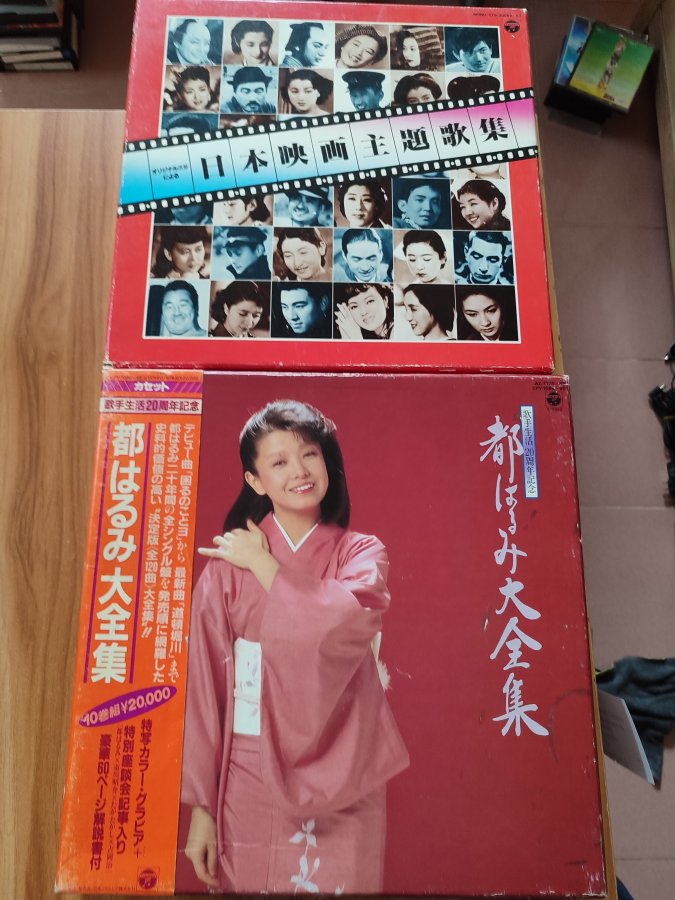 オリジナル原盤
による
日本映画主題歌集
カセット
歌手生活20周年記念
都はるみ大全集
デビュー曲「困るのことヨ」から最新曲「道頓堀川」まで
都はるみ二十年間の全シングル盤を発売順に網羅した
史料的価値の高い“決定版〈全120曲〉大全集”!!
10巻組¥20,000
特写カラー・グラビア+
特別座談会記事入り
豪華60ページ解説書付
歌手生活20周年記念
都はるみ大全集